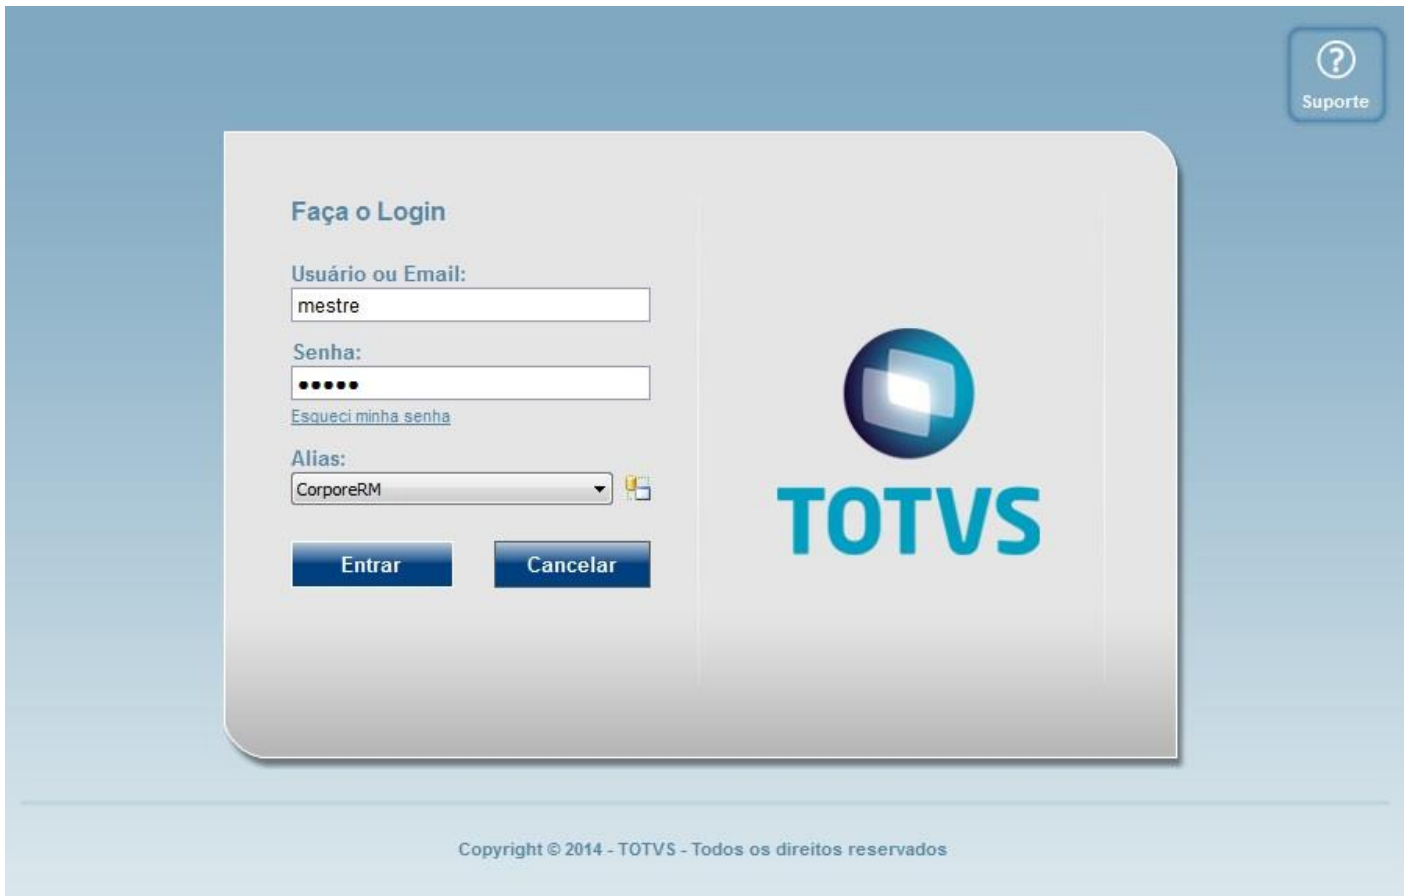 ?
Suporte
Faça o Login
Usuário ou Email:
mestre
Senha:
•••••
Esqueci minha senha
Alias:
CorporeRM
Entrar
Cancelar
TOTVS
Copyright © 2014 - TOTVS - Todos os direitos reservados